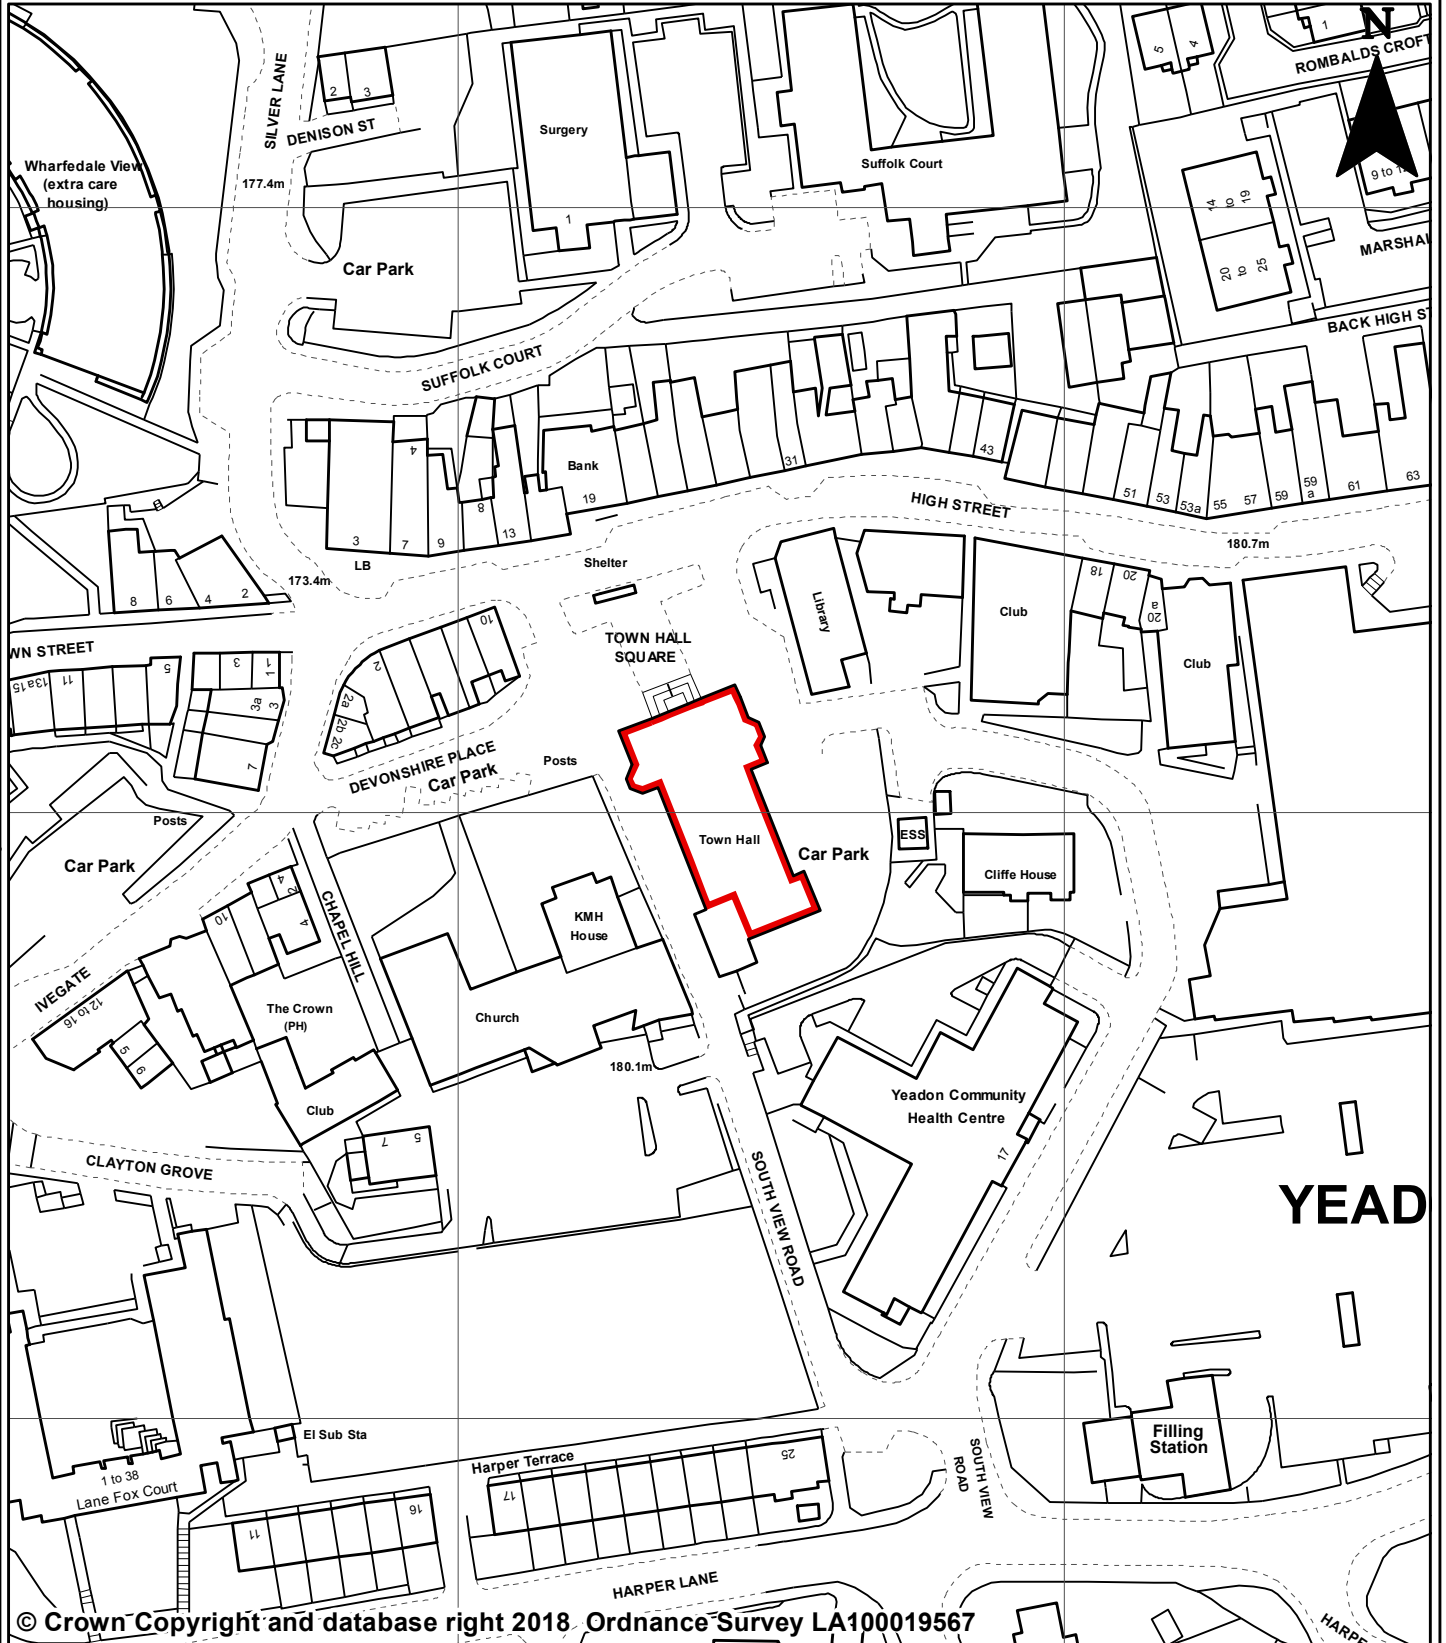 N
1
ROMBALDS CROFT
5
4
SILVER LANE
2
3
DENISON ST
Surgery
Suffolk Court
Wharfedale View
(extra care
housing)
177.4m
14
to
19
20
to
25
1
Car Park
BACK HIGH ST
SUFFOLK COURT
4
Bank
31
43
HIGH STREET
51
53
53a
55
57
59
59
a
61
63
19
8
13
3
7
9
LB
180.7m
173.4m
Shelter
8
6
4
2
10
Library
Club
18
20
20
a
Club
TOWN HALL
SQUARE
WN STREET
13a15
11
5
3
1
3a
3
7
2
2a
2b
2c
DEVONSHIRE PLACE
Car Park
Posts
Posts
Car Park
Town Hall
Car Park
ESS
Cliffe House
4
2
4
10
CHAPEL HILL
KMH
House
IVEGATE
12 to 16
The Crown
(PH)
Church
5
6
180.1m
Club
Yeadon Community
Health Centre
17
7
5
CLAYTON GROVE
SOUTH VIEW ROAD
YEAD
El Sub Sta
1 to 38
Lane Fox Court
Harper Terrace
17
25
SOUTH VIEW
ROAD
Filling
Station
11
16
HARPER LANE
© Crown Copyright and database right 2018 Ordnance Survey LA100019567